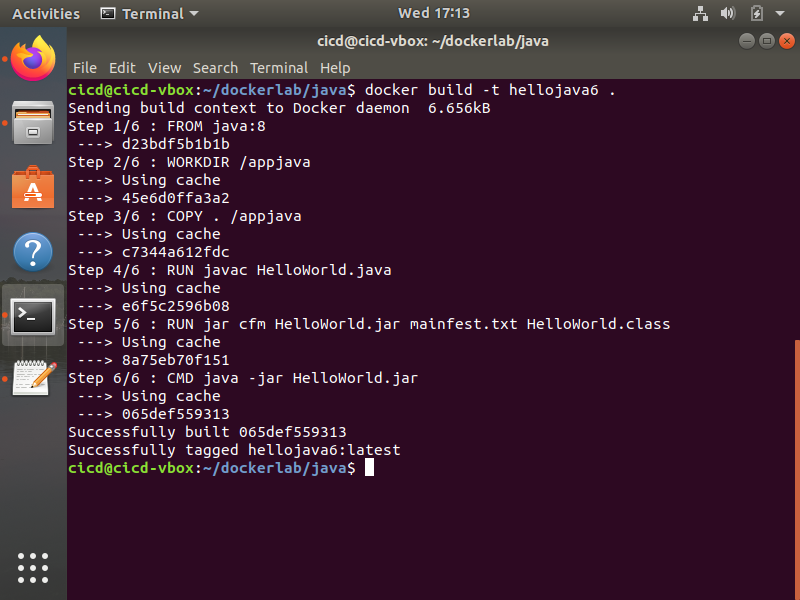 Activities Terminal Wed 17:13
cicd@cicd-vbox: ~/dockerlab/java
File Edit View Search Terminal Help
cicd@cicd-vbox:~/dockerlab/java$ docker build -t hellojava6 .
Sending build context to Docker daemon  6.656kB
Step 1/6 : FROM java:8
 ---> d23bdf5b1b1b
Step 2/6 : WORKDIR /appjava
 ---> Using cache
 ---> 45e6d0ffa3a2
Step 3/6 : COPY . /appjava
 ---> Using cache
 ---> c7344a612fdc
Step 4/6 : RUN javac HelloWorld.java
 ---> Using cache
 ---> e6f5c2596b08
Step 5/6 : RUN jar cfm HelloWorld.jar mainfest.txt HelloWorld.class
 ---> Using cache
 ---> 8a75eb70f151
Step 6/6 : CMD java -jar HelloWorld.jar
 ---> Using cache
 ---> 065def559313
Successfully built 065def559313
Successfully tagged hellojava6:latest
cicd@cicd-vbox:~/dockerlab/java$